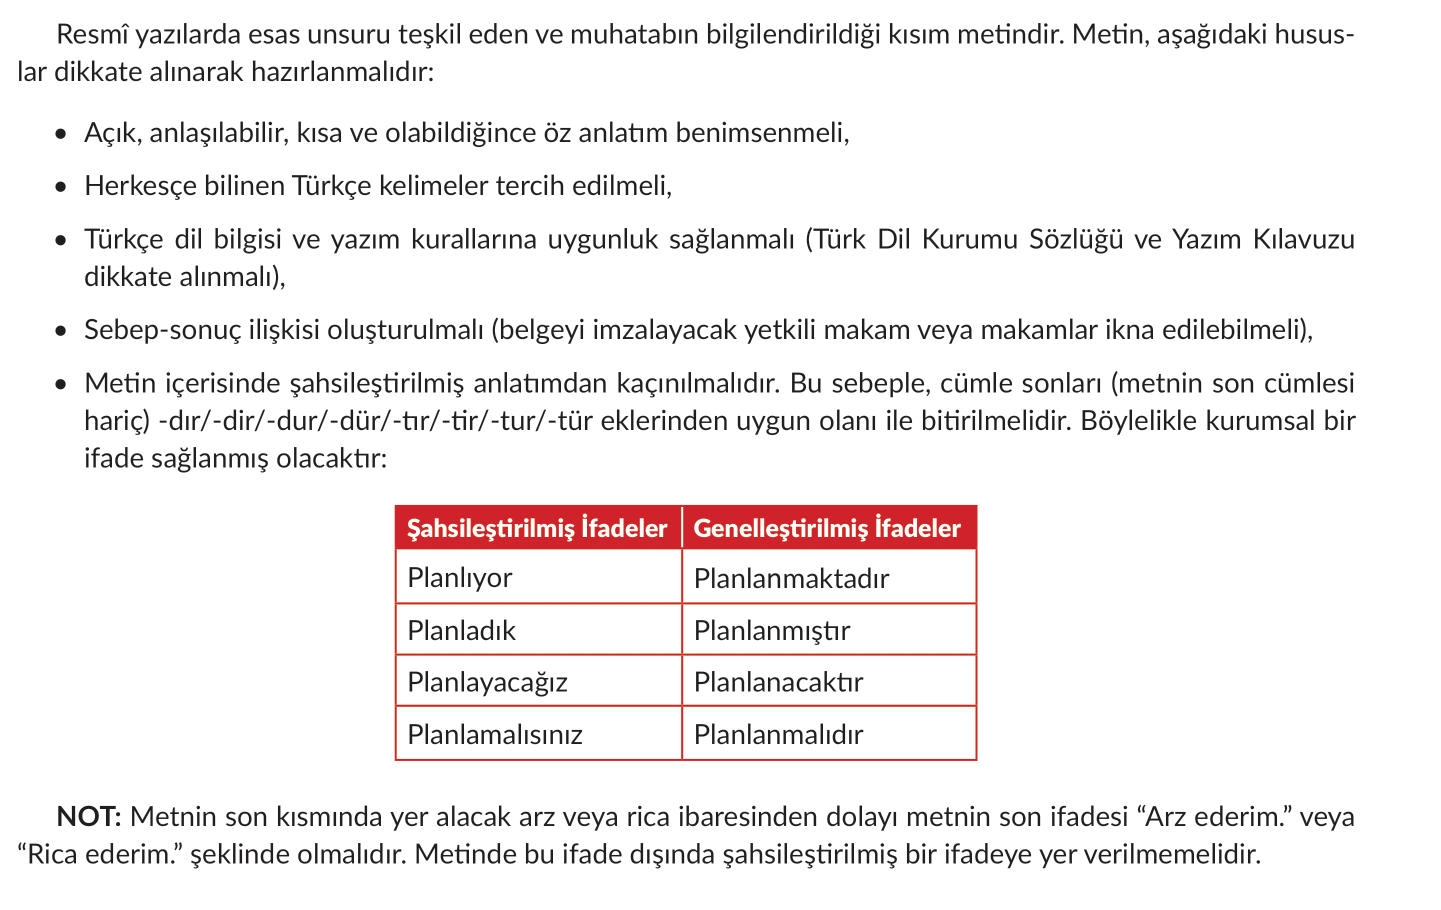 Resmî yazılarda esas unsuru teşkil eden ve muhatabın bilgilendirildiği kısım metindir. Metin, aşağıdaki husus-
lar dikkate alınarak hazırlanmalıdır:
• Açık, anlaşılabilir, kısa ve olabildiğince öz anlatım benimsenmeli,
• Herkesçe bilinen Türkçe kelimeler tercih edilmeli,
• Türkçe dil bilgisi ve yazım kurallarına uygunluk sağlanmalı (Türk Dil Kurumu Sözlüğü ve Yazım Kılavuzu
dikkate alınmalı),
• Sebep-sonuç ilişkisi oluşturulmalı (belgeyi imzalayacak yetkili makam veya makamlar ikna edilebilmeli),
• Metin içerisinde şahsileştirilmiş anlatımdan kaçınılmalıdır. Bu sebeple, cümle sonları (metnin son cümlesi
hariç) -dır/-dir/-dur/-dür/-tır/-tir/-tur/-tür eklerinden uygun olanı ile bitirilmelidir. Böylelikle kurumsal bir
ifade sağlanmış olacaktır:
Şahsileştirilmiş İfadeler Genelleştirilmiş İfadeler
Planlıyor Planlanmaktadır
Planladık Planlanmıştır
Planlayacağız Planlanacaktır
Planlamalısınız Planlanmalıdır
NOT: Metnin son kısmında yer alacak arz veya rica ibaresinden dolayı metnin son ifadesi “Arz ederim.” veya
“Rica ederim.” şeklinde olmalıdır. Metinde bu ifade dışında şahsileştirilmiş bir ifadeye yer verilmemelidir.